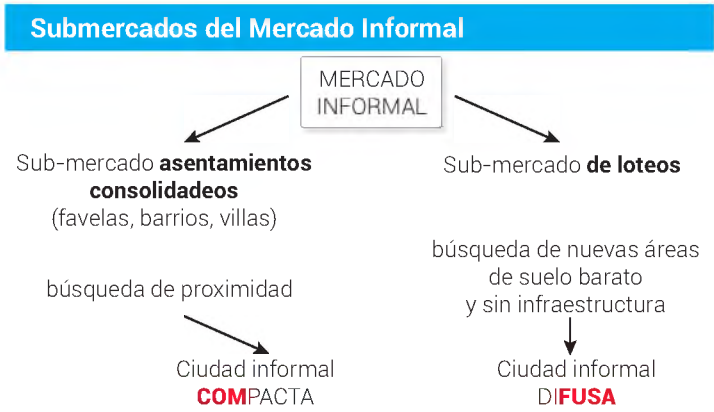 Submercados del Mercado Informal
MERCADO
INFORMAL
Sub-mercado asentamientos
consolidadeos
(favelas, barrios, villas)
Sub-mercado de loteos
búsqueda de proximidad
búsqueda de nuevas áreas
de suelo barato
y sin infraestructura
Ciudad informal
COMPACTA
Ciudad informal
DIFUSA